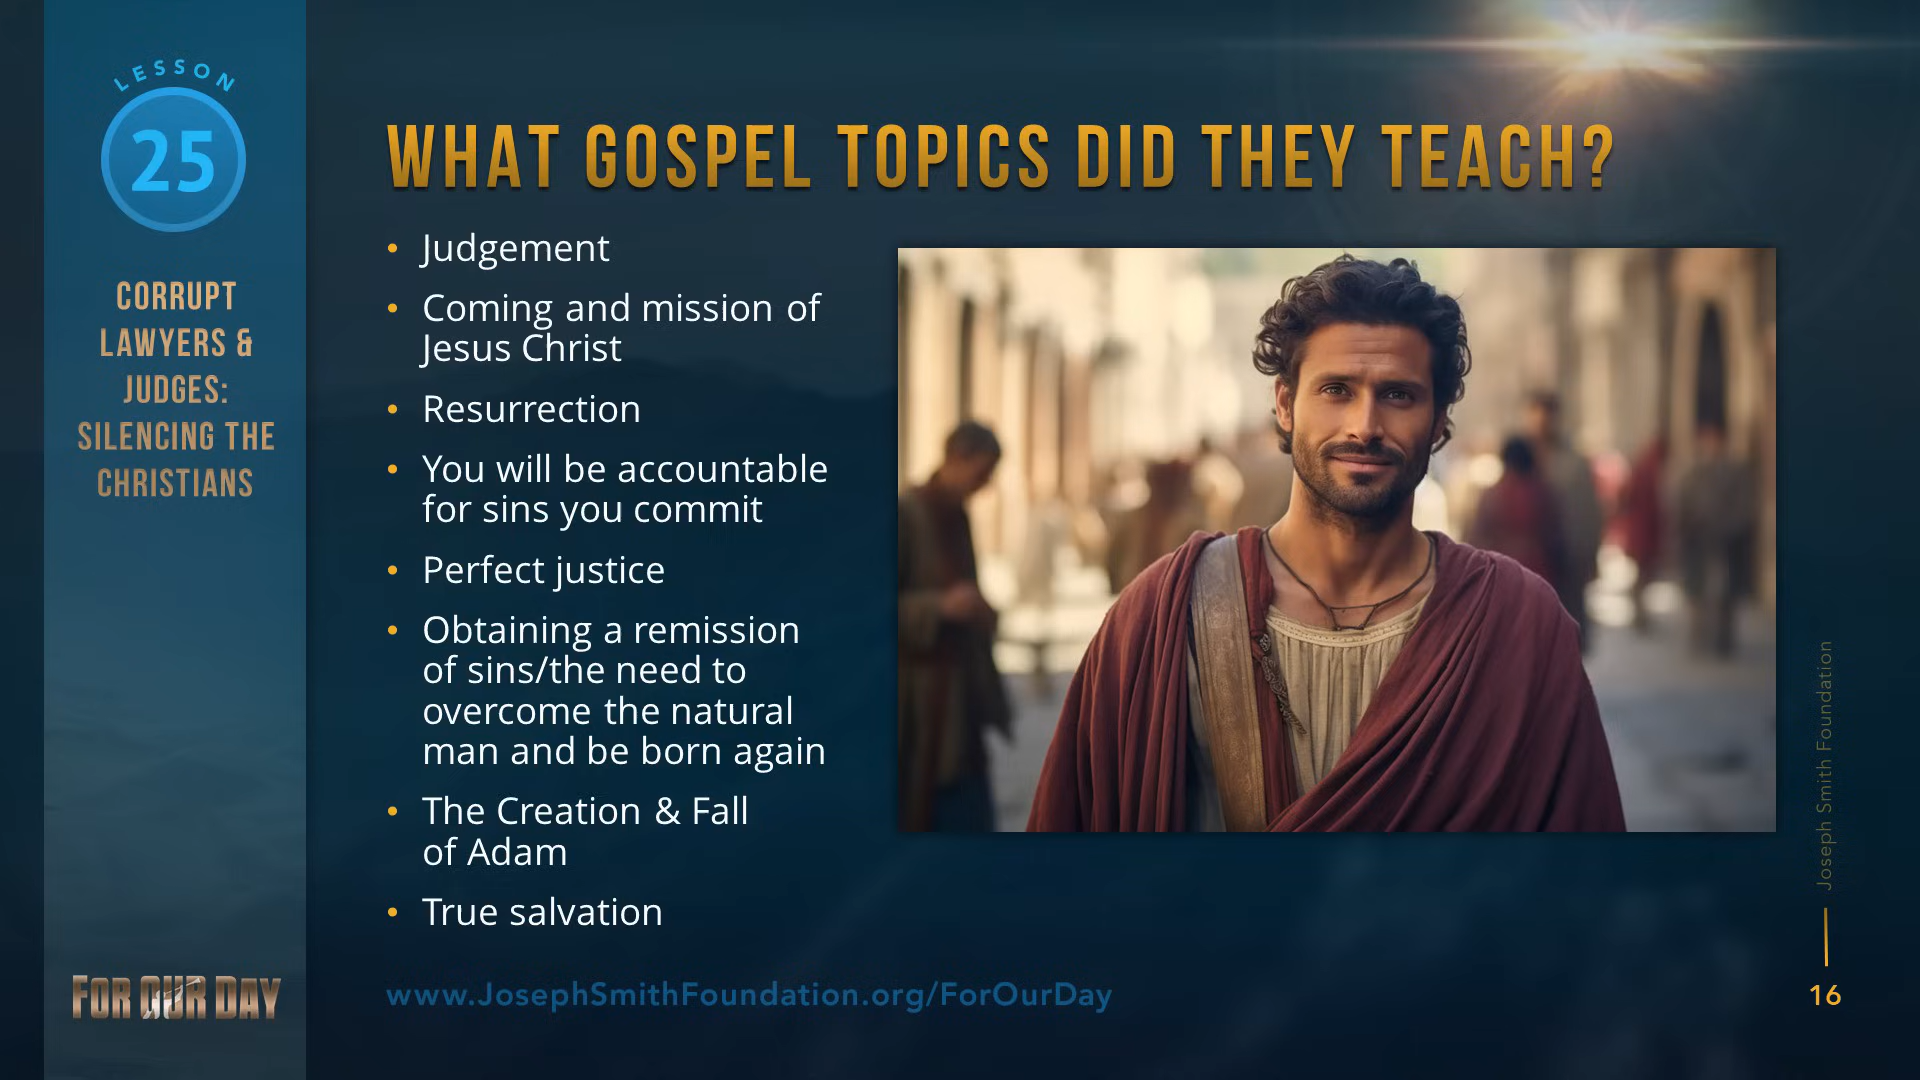 LESSON
25
CORRUPT
LAWYERS &
JUDGES:
SILENCING THE
CHRISTIANS
FOR OUR DAY
WHAT GOSPEL TOPICS DID THEY TEACH?
• Judgement
• Coming and mission of
Jesus Christ
• Resurrection
• You will be accountable
for sins you commit
• Perfect justice
• Obtaining a remission
of sins/the need to
overcome the natural
man and be born again
• The Creation & Fall
of Adam
• True salvation
www.JosephSmithFoundation.org/ForOurDay
Joseph Smith Foundation
16